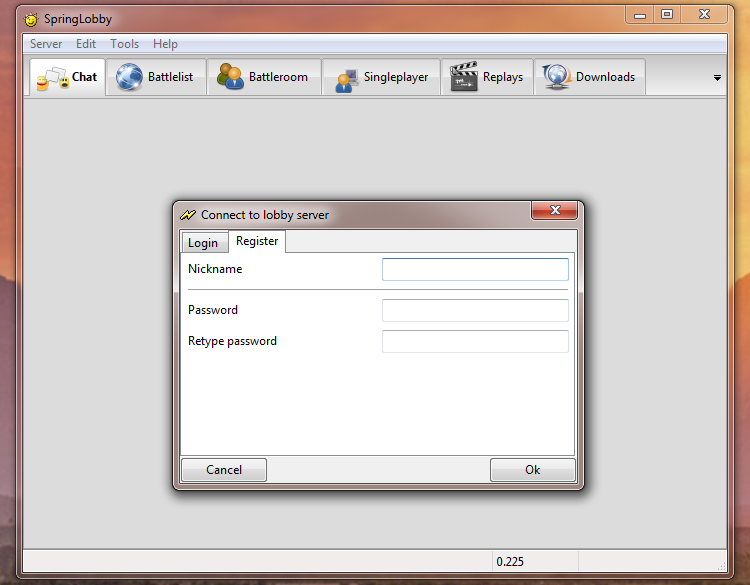 SpringLobby
Server Edit Tools Help
Chat Battlelist Battleroom Singleplayer Replays Downloads
Connect to lobby server
Login Register
Nickname
Password
Retype password
Cancel Ok
0.225